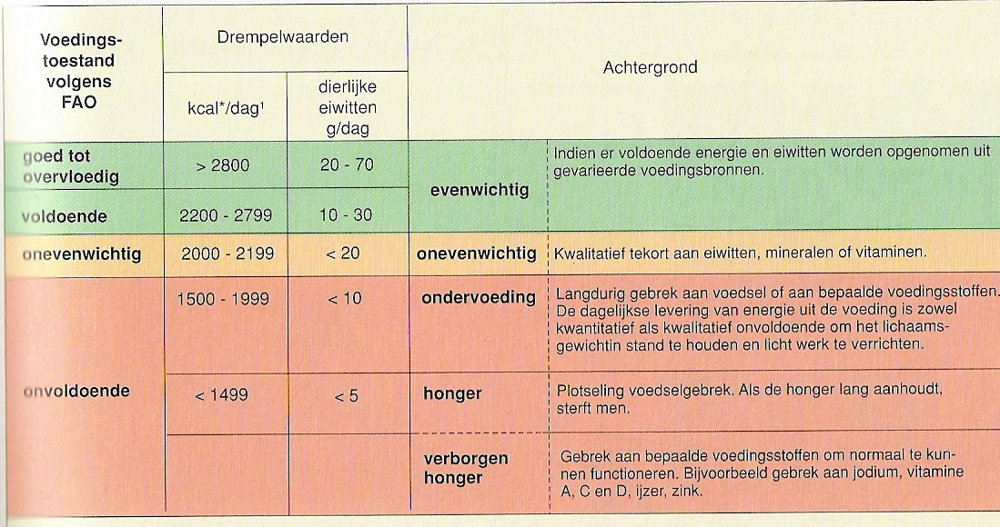 Voedings-
toestand
volgens
FAO
Drempelwaarden
kcal*/dag¹
dierlijke
eiwitten
g/dag
Achtergrond
goed tot
overvloedig
> 2800
20 - 70
voldoende
2200 - 2799
10 - 30
evenwichtig
Indien er voldoende energie en eiwitten worden opgenomen uit
gevarieerde voedingsbronnen.
onevenwichtig
2000 - 2199
< 20
onevenwichtig
Kwalitatief tekort aan eiwitten, mineralen of vitaminen.
onvoldoende
1500 - 1999
< 10
ondervoeding
Langdurig gebrek aan voedsel of aan bepaalde voedingsstoffen.
De dagelijkse levering van energie uit de voeding is zowel
kwantitatief als kwalitatief onvoldoende om het lichaams-
gewichtin stand te houden en licht werk te verrichten.
< 1499
< 5
honger
Plotseling voedselgebrek. Als de honger lang aanhoudt,
sterft men.
verborgen
honger
Gebrek aan bepaalde voedingsstoffen om normaal te kun-
nen functioneren. Bijvoorbeeld gebrek aan jodium, vitamine
A, C en D, ijzer, zink.